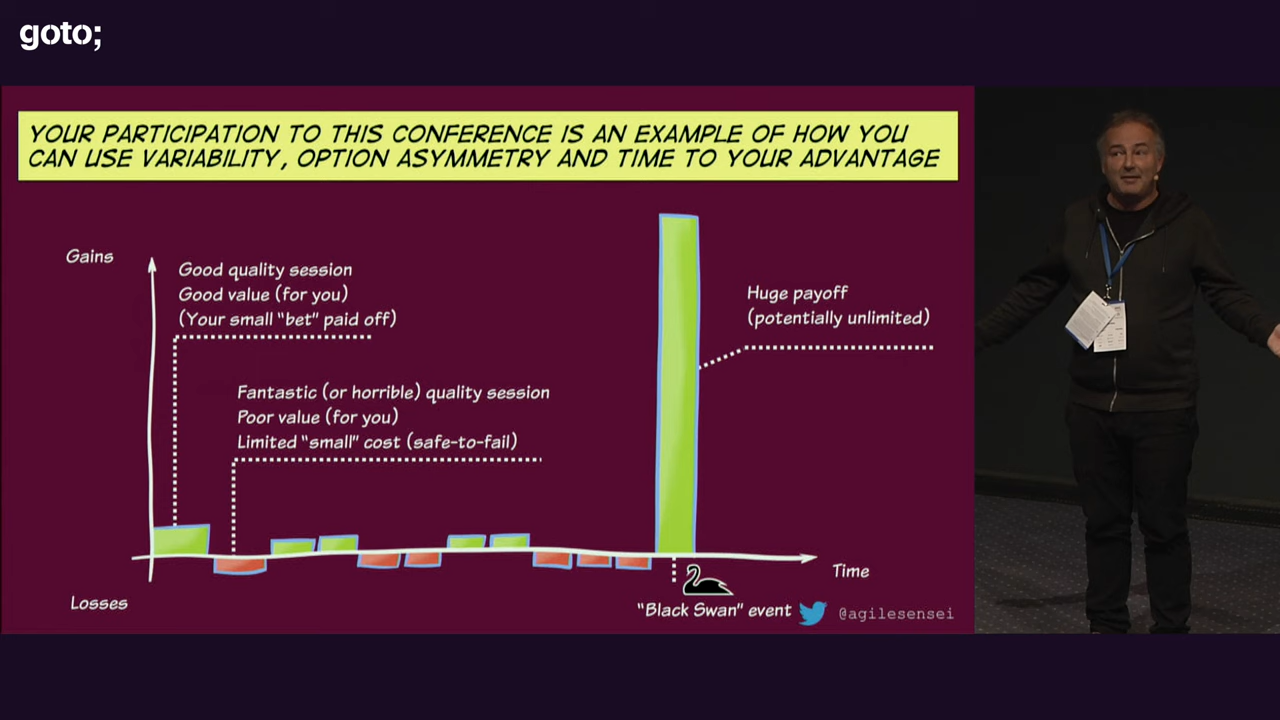 goto;
YOUR PARTICIPATION TO THIS CONFERENCE IS AN EXAMPLE OF HOW YOU
CAN USE VARIABILITY, OPTION ASYMMETRY AND TIME TO YOUR ADVANTAGE
Gains
Good quality session
Good value (for you)
(Your small "bet" paid off)
Huge payoff
(potentially unlimited)
Fantastic (or horrible) quality session
Poor value (for you)
Limited "small" cost (safe-to-fail)
Time
Losses
"Black Swan" event
@agilesensei